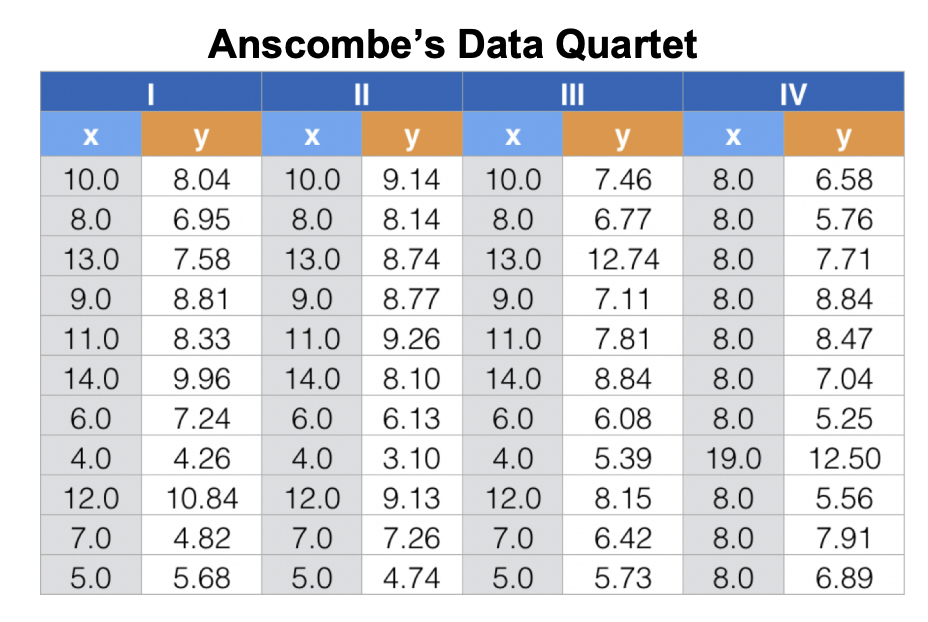 Anscombe's Data Quartet
I II III IV
x y x y x y x y
10.0 8.04 10.0 9.14 10.0 7.46 8.0 6.58
8.0 6.95 8.0 8.14 8.0 6.77 8.0 5.76
13.0 7.58 13.0 8.74 13.0 12.74 8.0 7.71
9.0 8.81 9.0 8.77 9.0 7.11 8.0 8.84
11.0 8.33 11.0 9.26 11.0 7.81 8.0 8.47
14.0 9.96 14.0 8.10 14.0 8.84 8.0 7.04
6.0 7.24 6.0 6.13 6.0 6.08 8.0 5.25
4.0 4.26 4.0 3.10 4.0 5.39 19.0 12.50
12.0 10.84 12.0 9.13 12.0 8.15 8.0 5.56
7.0 4.82 7.0 7.26 7.0 6.42 8.0 7.91
5.0 5.68 5.0 4.74 5.0 5.73 8.0 6.89